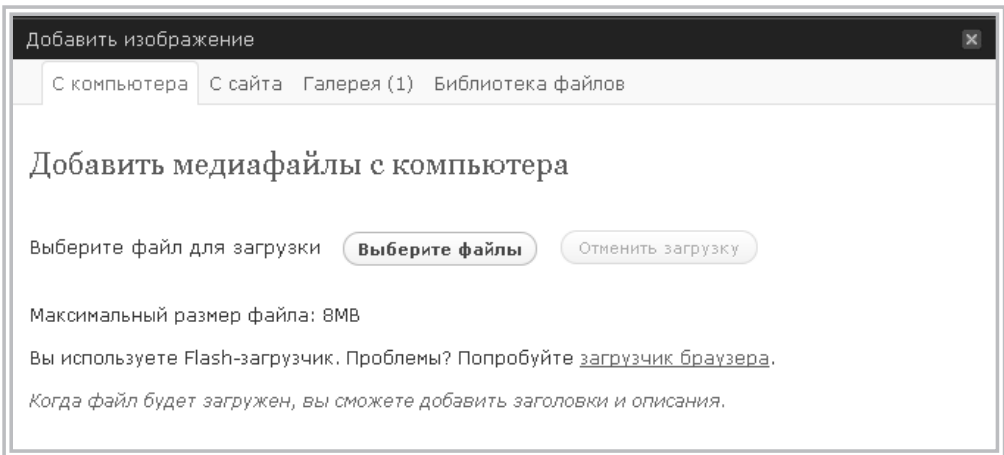 Добавить изображение
С компьютера С сайта Галерея (1) Библиотека файлов
Добавить медиафайлы с компьютера
Выберите файл для загрузки Выберите файлы Отменить загрузку
Максимальный размер файла: 8MB
Вы используете Flash-загрузчик. Проблемы? Попробуйте загрузчик браузера.
Когда файл будет загружен, вы сможете добавить заголовки и описания.